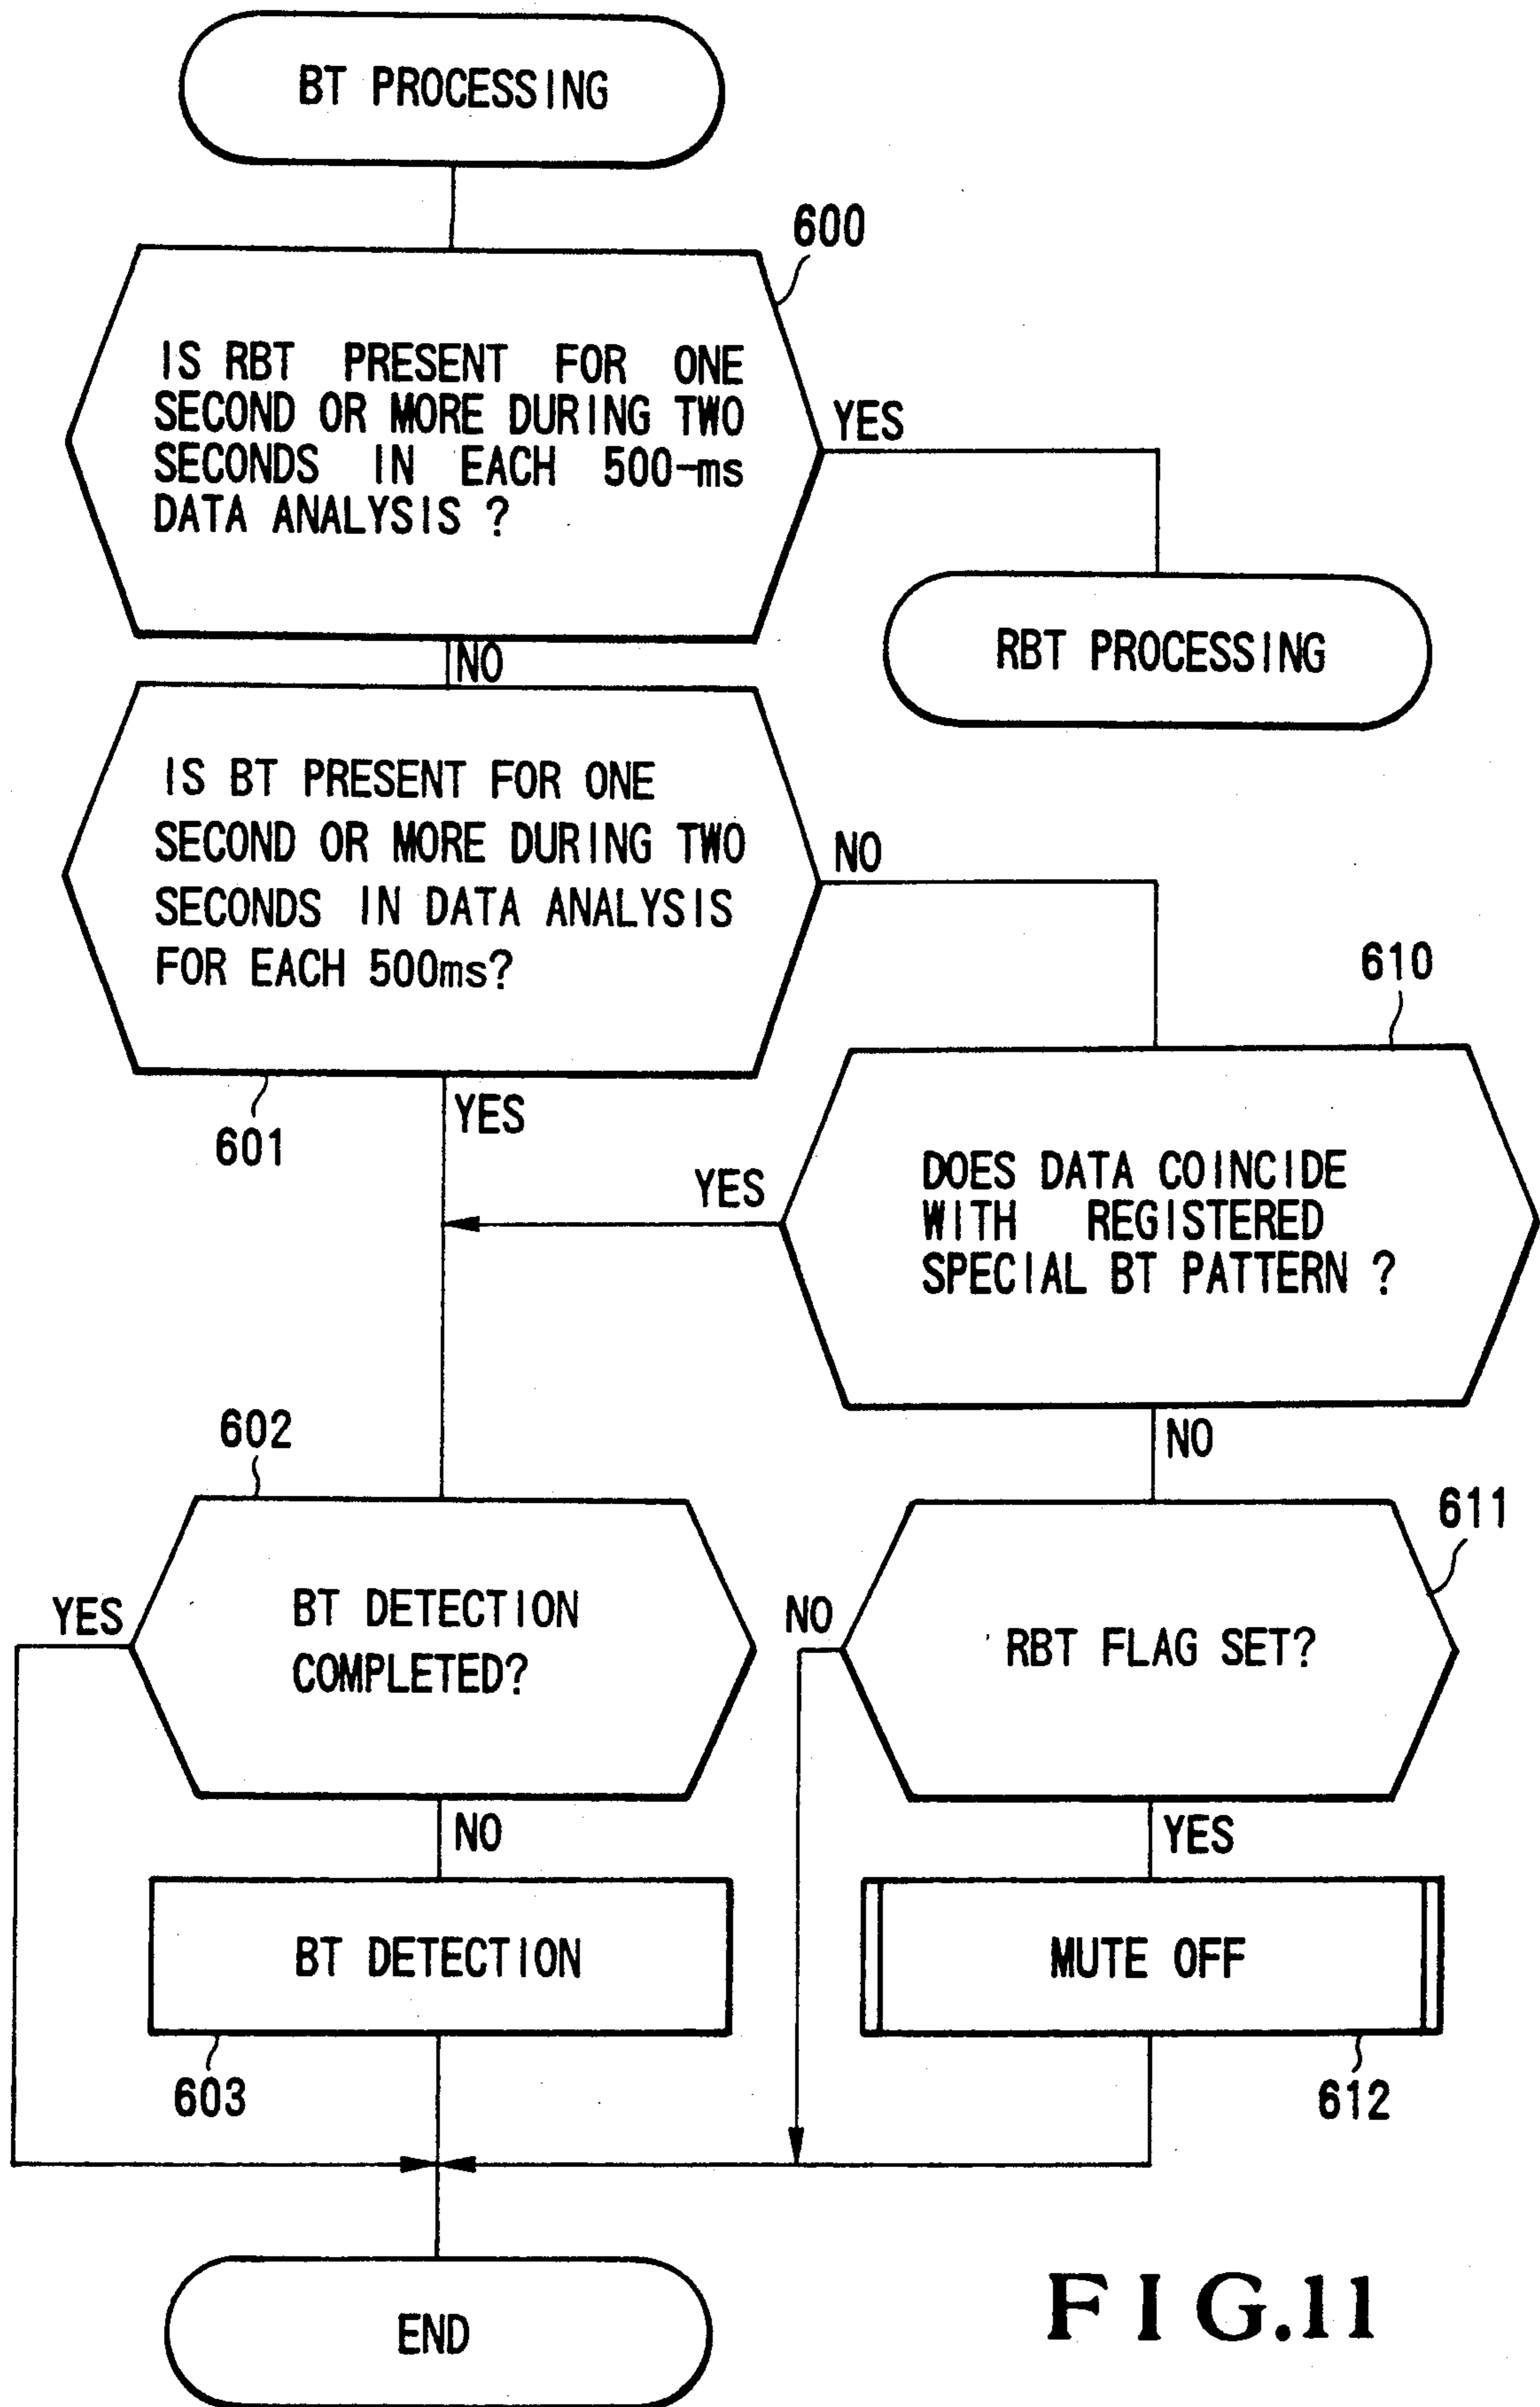 BT PROCESSING
600
IS RBT PRESENT FOR ONE
SECOND OR MORE DURING TWO
SECONDS IN EACH 500-ms
DATA ANALYSIS ?
YES
RBT PROCESSING
NO
IS BT PRESENT FOR ONE
SECOND OR MORE DURING TWO
SECONDS IN DATA ANALYSIS
FOR EACH 500ms?
NO
601
YES
610
DOES DATA COINCIDE
WITH REGISTERED
SPECIAL BT PATTERN ?
YES
NO
602
BT DETECTION
COMPLETED?
YES
NO
611
RBT FLAG SET?
NO
YES
BT DETECTION
603
MUTE OFF
612
END
FIG.11